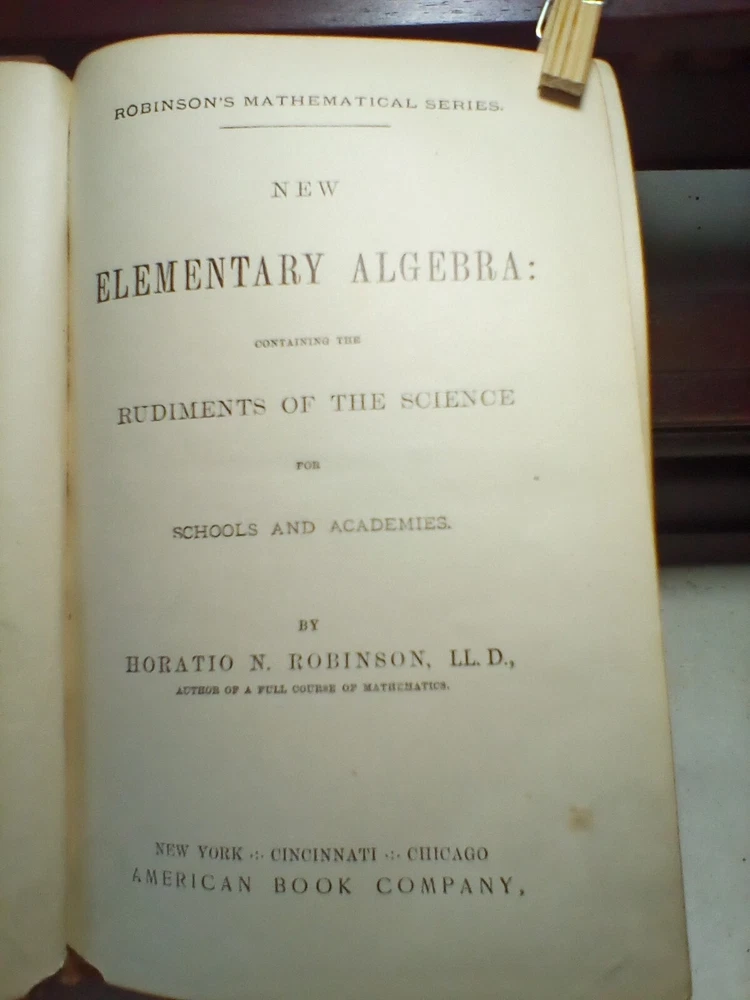 ROBINSON'S MATHEMATICAL SERIES.
NEW
ELEMENTARY ALGEBRA:
CONTAINING THE
RUDIMENTS OF THE SCIENCE
FOR
SCHOOLS AND ACADEMIES.
BY
HORATIO N. ROBINSON, LL. D.,
AUTHOR OF A FULL COURSE OF MATHEMATICS.
NEW YORK ·:· CINCINNATI ·:· CHICAGO
AMERICAN BOOK COMPANY,